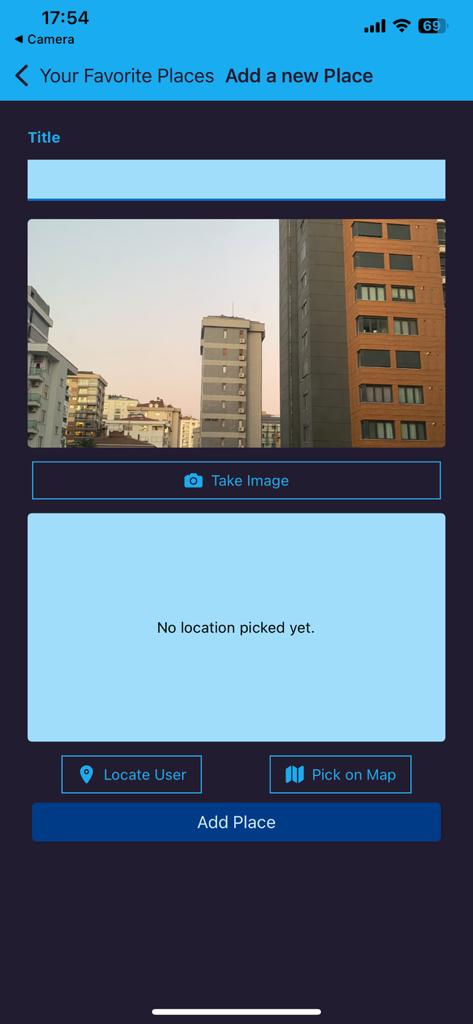 17:54
69
◀ Camera
Your Favorite Places Add a new Place
Title
Take Image
No location picked yet.
Locate User
Pick on Map
Add Place